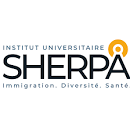 INSTITUT UNIVERSITAIRE
SHERPA
Immigration. Diversité. Santé.